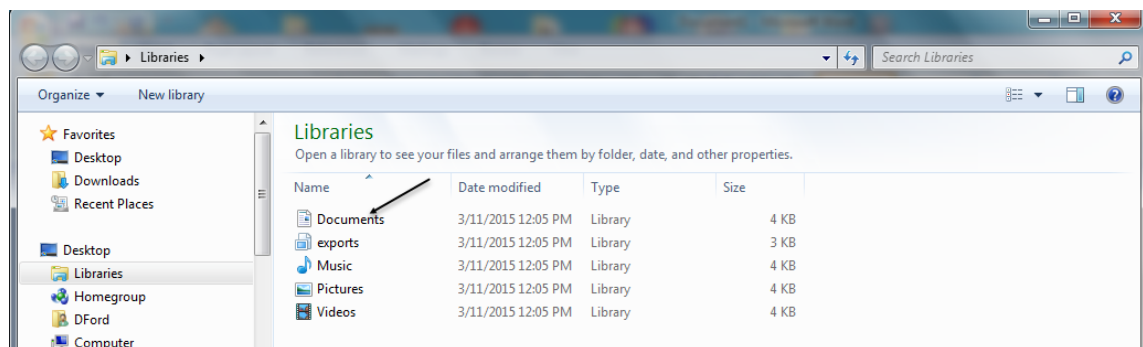 Libraries
Search Libraries
Organize New library
Favorites
Desktop
Downloads
Recent Places
Desktop
Libraries
Homegroup
DFord
Computer
Libraries
Open a library to see your files and arrange them by folder, date, and other properties.
Name Date modified Type Size
Documents 3/11/2015 12:05 PM Library 4 KB
exports 3/11/2015 12:05 PM Library 3 KB
Music 3/11/2015 12:05 PM Library 4 KB
Pictures 3/11/2015 12:05 PM Library 4 KB
Videos 3/11/2015 12:05 PM Library 4 KB